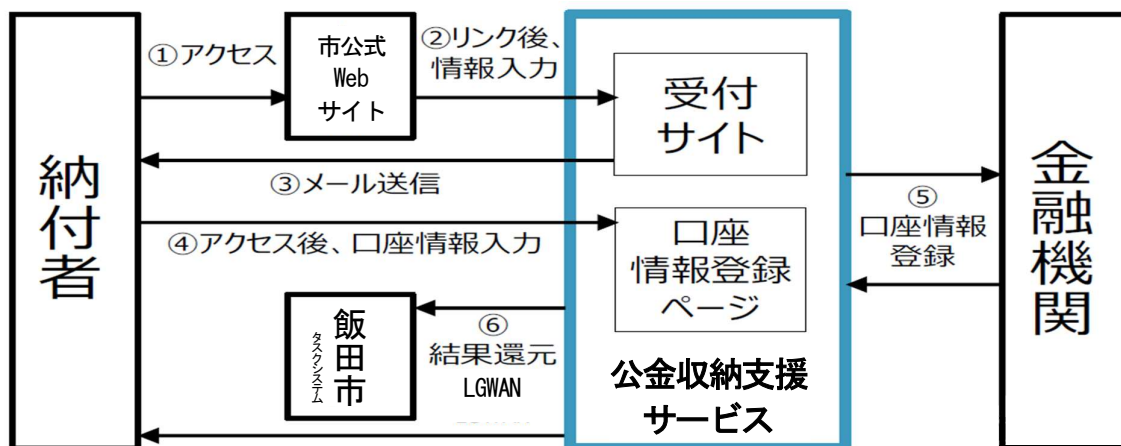 納付者
①アクセス
市公式
Web
サイト
②リンク後、
情報入力
受付
サイト
③メール送信
④アクセス後、口座情報入力
口座
情報登録
ページ
⑤
口座情報
登録
金融機関
飯田市
タスクシステム
⑥
結果還元
LGWAN
公金収納支援
サービス